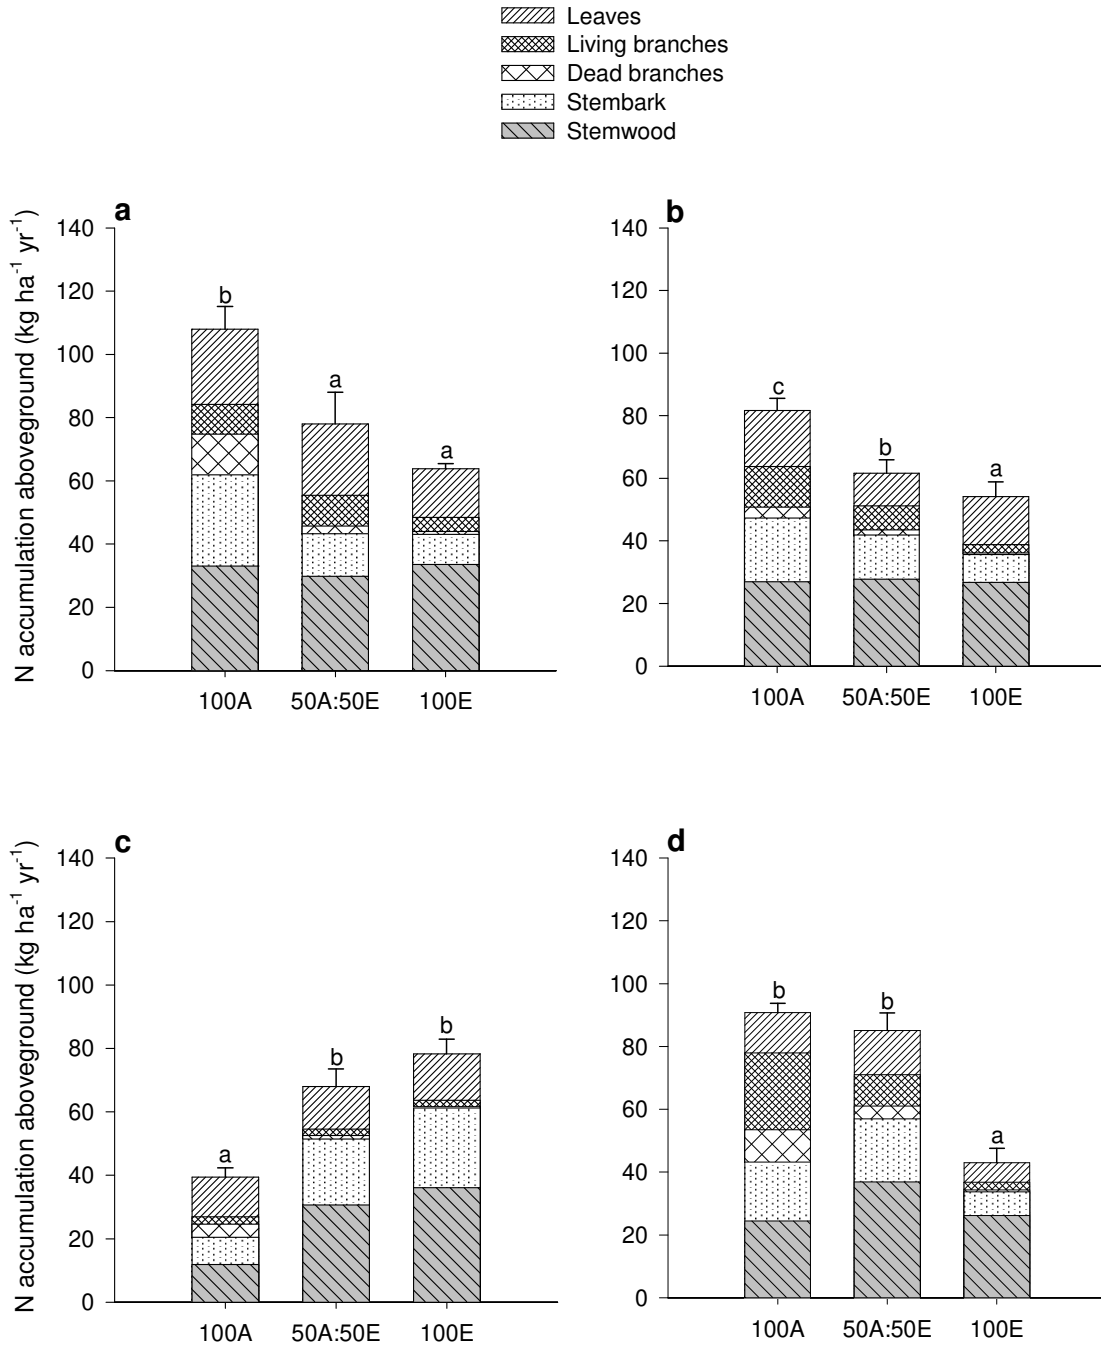 Leaves
Living branches
Dead branches
Stembark
Stemwood
a
N accumulation aboveground (kg ha⁻¹ yr⁻¹)
140
120
100
80
60
40
20
0
b
a
a
100A 50A:50E 100E
b
140
120
100
80
60
40
20
0
c
b
a
100A 50A:50E 100E
c
N accumulation aboveground (kg ha⁻¹ yr⁻¹)
140
120
100
80
60
40
20
0
a
b
b
100A 50A:50E 100E
d
140
120
100
80
60
40
20
0
b
b
a
100A 50A:50E 100E